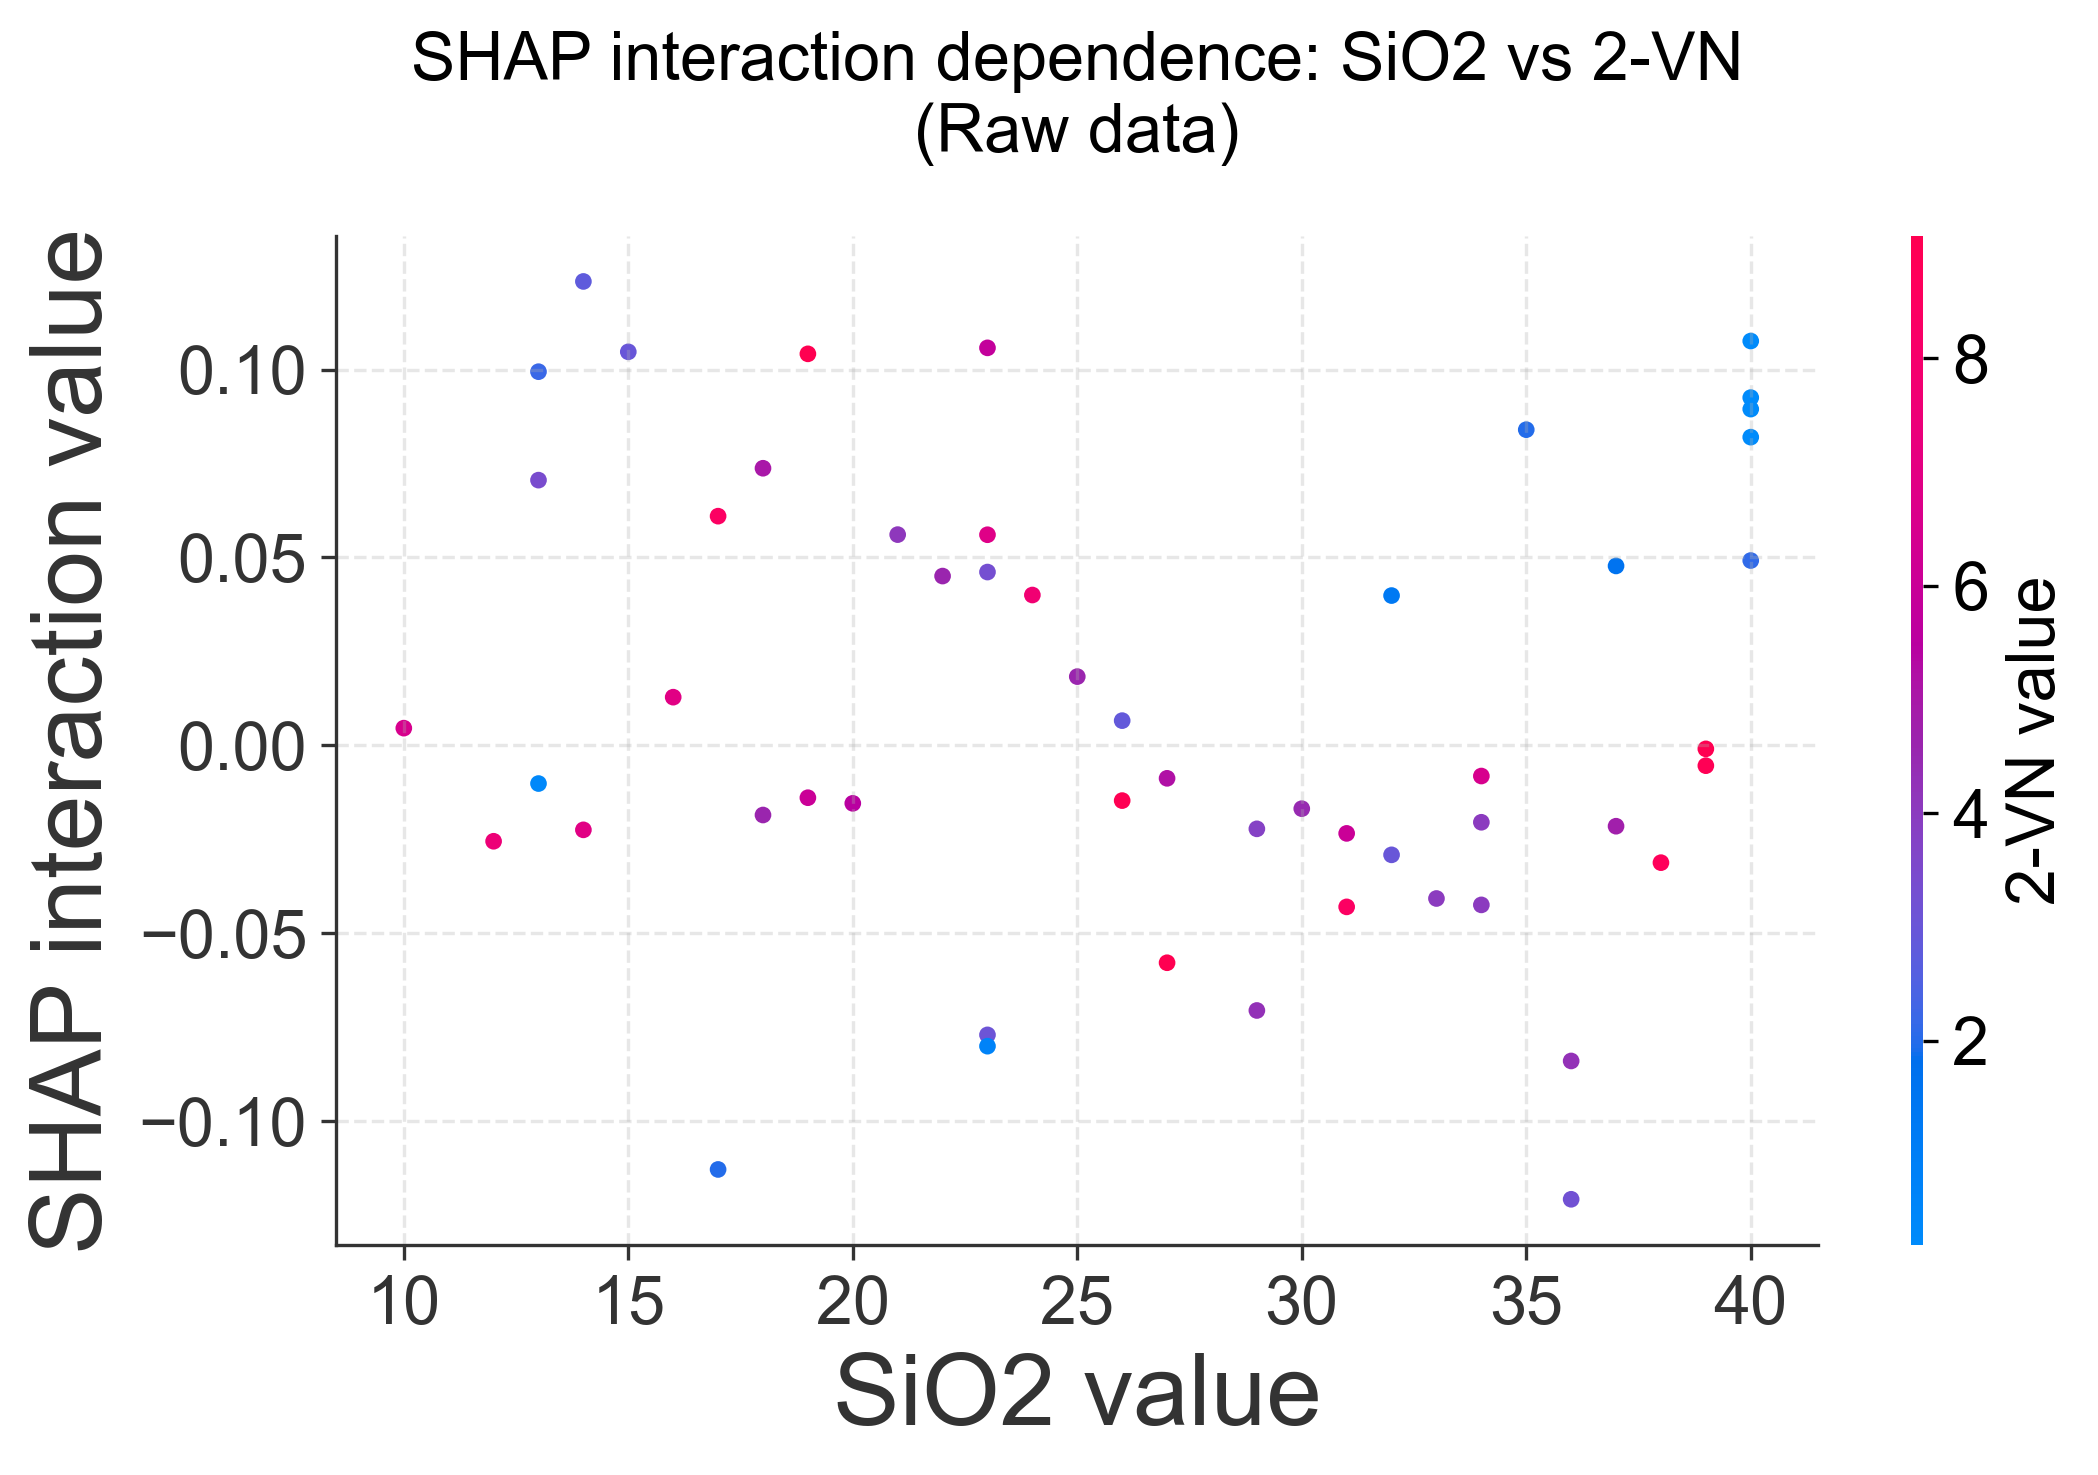 SHAP interaction dependence: SiO2 vs 2-VN
(Raw data)
SHAP interaction value
0.10
0.05
0.00
−0.05
−0.10
10 15 20 25 30 35 40
SiO2 value
8
6
4
2
2-VN value